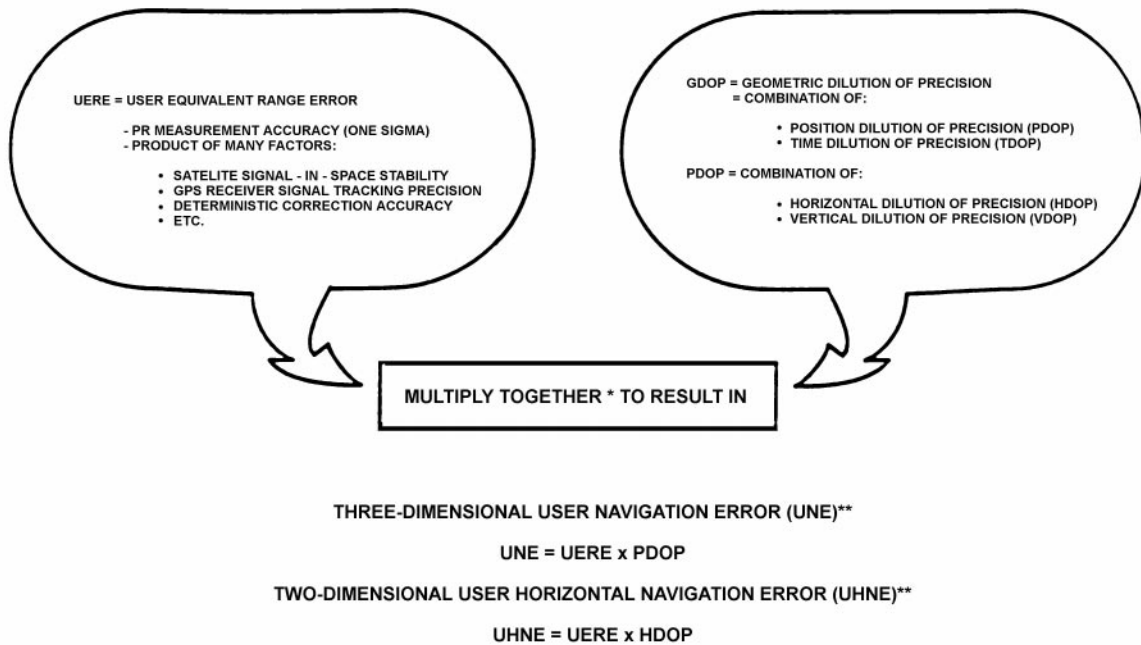 UERE = USER EQUIVALENT RANGE ERROR
- PR MEASUREMENT ACCURACY (ONE SIGMA)
- PRODUCT OF MANY FACTORS:
• SATELITE SIGNAL - IN - SPACE STABILITY
• GPS RECEIVER SIGNAL TRACKING PRECISION
• DETERMINISTIC CORRECTION ACCURACY
• ETC.
GDOP = GEOMETRIC DILUTION OF PRECISION
= COMBINATION OF:
• POSITION DILUTION OF PRECISION (PDOP)
• TIME DILUTION OF PRECISION (TDOP)
PDOP = COMBINATION OF:
• HORIZONTAL DILUTION OF PRECISION (HDOP)
• VERTICAL DILUTION OF PRECISION (VDOP)
MULTIPLY TOGETHER * TO RESULT IN
THREE-DIMENSIONAL USER NAVIGATION ERROR (UNE)**
UNE = UERE x PDOP
TWO-DIMENSIONAL USER HORIZONTAL NAVIGATION ERROR (UHNE)**
UHNE = UERE x HDOP